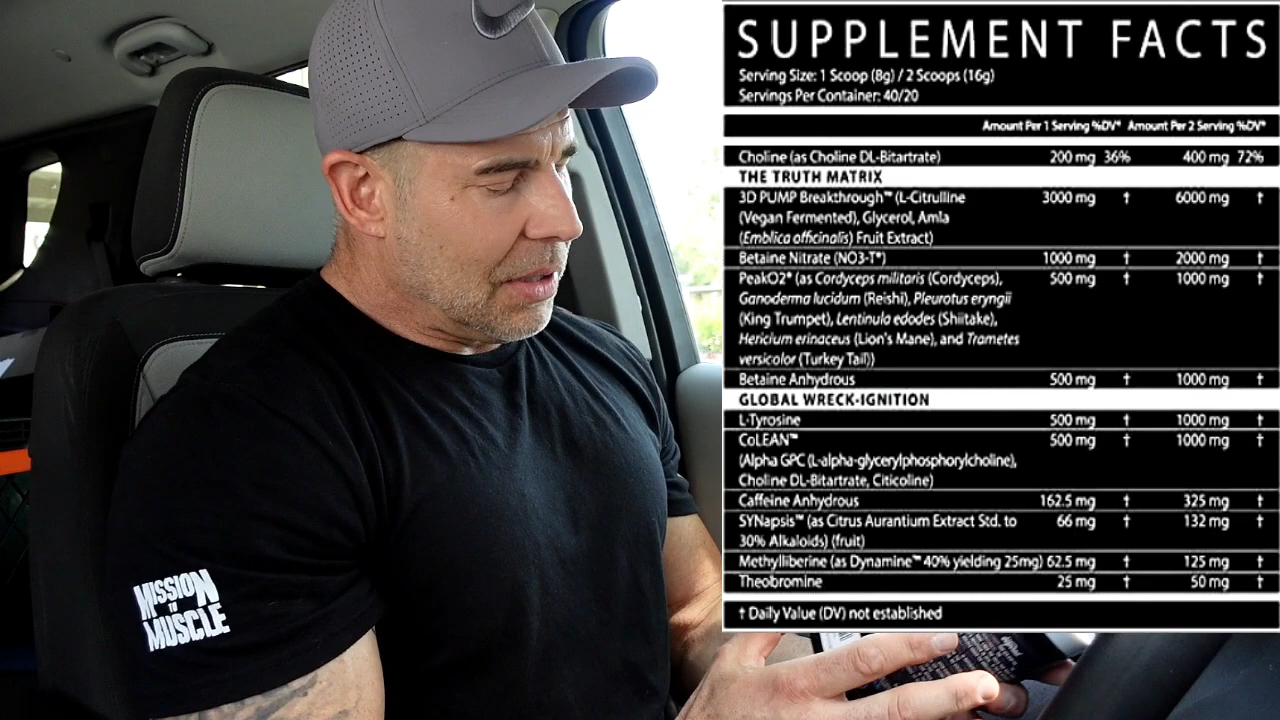 SUPPLEMENT FACTS
Serving Size: 1 Scoop (8g) / 2 Scoops (16g)
Servings Per Container: 40/20
Amount Per 1 Serving %DV* Amount Per 2 Serving %DV*
Choline (as Choline DL-Bitartrate) 200 mg 36% 400 mg 72%
THE TRUTH MATRIX
3D PUMP Breakthrough™ (L-Citrulline 3000 mg † 6000 mg †
(Vegan Fermented), Glycerol, Amla
(Emblica officinalis) Fruit Extract)
Betaine Nitrate (NO3-T®) 1000 mg † 2000 mg †
PeakO2® (as Cordyceps militaris (Cordyceps), 500 mg † 1000 mg †
Ganoderma lucidum (Reishi), Pleurotus eryngii
(King Trumpet), Lentinula edodes (Shiitake),
Hericium erinaceus (Lion's Mane), and Trametes
versicolor (Turkey Tail))
Betaine Anhydrous 500 mg † 1000 mg †
GLOBAL WRECK-IGNITION
L-Tyrosine 500 mg † 1000 mg †
CoLEAN™ 500 mg † 1000 mg †
(Alpha GPC (L-alpha-glycerylphosphorylcholine),
Choline DL-Bitartrate, Citicoline)
Caffeine Anhydrous 162.5 mg † 325 mg †
SYNapsis™ (as Citrus Aurantium Extract Std. to 66 mg † 132 mg †
30% Alkaloids) (fruit)
Methylliberine (as Dynamine™ 40% yielding 25mg) 62.5 mg † 125 mg †
Theobromine 25 mg † 50 mg †
† Daily Value (DV) not established
MISSION
TO
MUSCLE